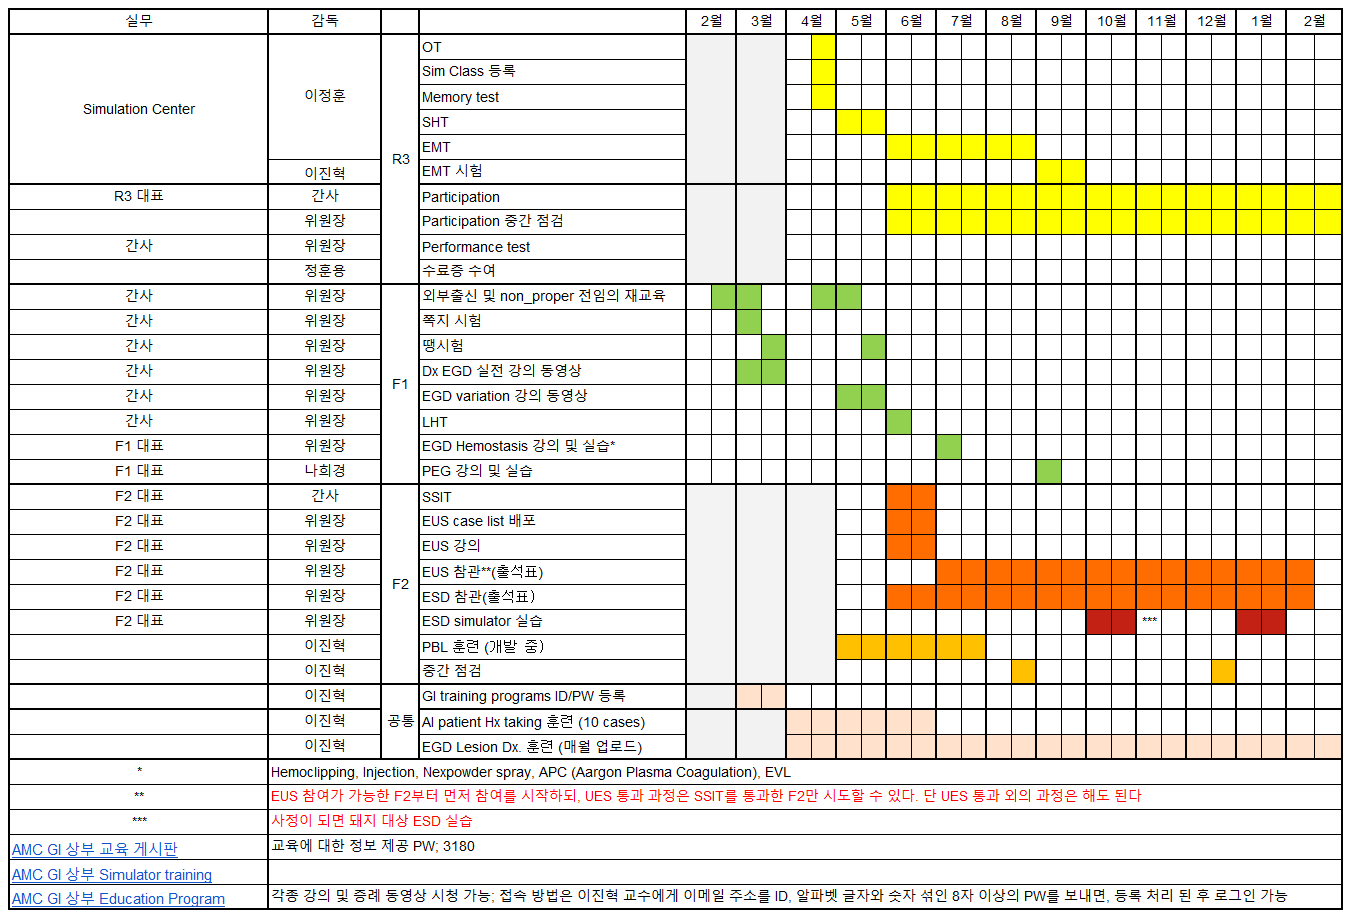 실무 감독 2월 3월 4월 5월 6월 7월 8월 9월 10월 11월 12월 1월 2월
Simulation Center 이정훈 R3 OT
Sim Class 등록
Memory test
SHT
EMT
이진혁 EMT 시험
R3 대표 간사 Participation
위원장 Participation 중간 점검
간사 위원장 Performance test
정훈용 수료증 수여
간사 위원장 F1 외부출신 및 non_proper 전임의 재교육
간사 위원장 쪽지 시험
간사 위원장 땡시험
간사 위원장 Dx EGD 실전 강의 동영상
간사 위원장 EGD variation 강의 동영상
간사 위원장 LHT
F1 대표 위원장 EGD Hemostasis 강의 및 실습*
F1 대표 나희경 PEG 강의 및 실습
F2 대표 간사 F2 SSIT
F2 대표 위원장 EUS case list 배포
F2 대표 위원장 EUS 강의
F2 대표 위원장 EUS 참관**(출석표)
F2 대표 위원장 ESD 참관(출석표)
F2 대표 위원장 ESD simulator 실습 ***
이진혁 PBL 훈련 (개발 중)
이진혁 중간 점검
이진혁 공통 GI training programs ID/PW 등록
이진혁 AI patient Hx taking 훈련 (10 cases)
이진혁 EGD Lesion Dx. 훈련 (매월 업로드)
* Hemoclipping, Injection, Nexpowder spray, APC (Aargon Plasma Coagulation), EVL
** EUS 참여가 가능한 F2부터 먼저 참여를 시작하되, UES 통과 과정은 SSIT를 통과한 F2만 시도할 수 있다. 단 UES 통과 외의 과정은 해도 된다
*** 사정이 되면 돼지 대상 ESD 실습
AMC GI 상부 교육 게시판 교육에 대한 정보 제공 PW; 3180
AMC GI 상부 Simulator training
AMC GI 상부 Education Program 각종 강의 및 증례 동영상 시청 가능; 접속 방법은 이진혁 교수에게 이메일 주소를 ID, 알파벳 글자와 숫자 섞인 8자 이상의 PW를 보내면, 등록 처리 된 후 로그인 가능